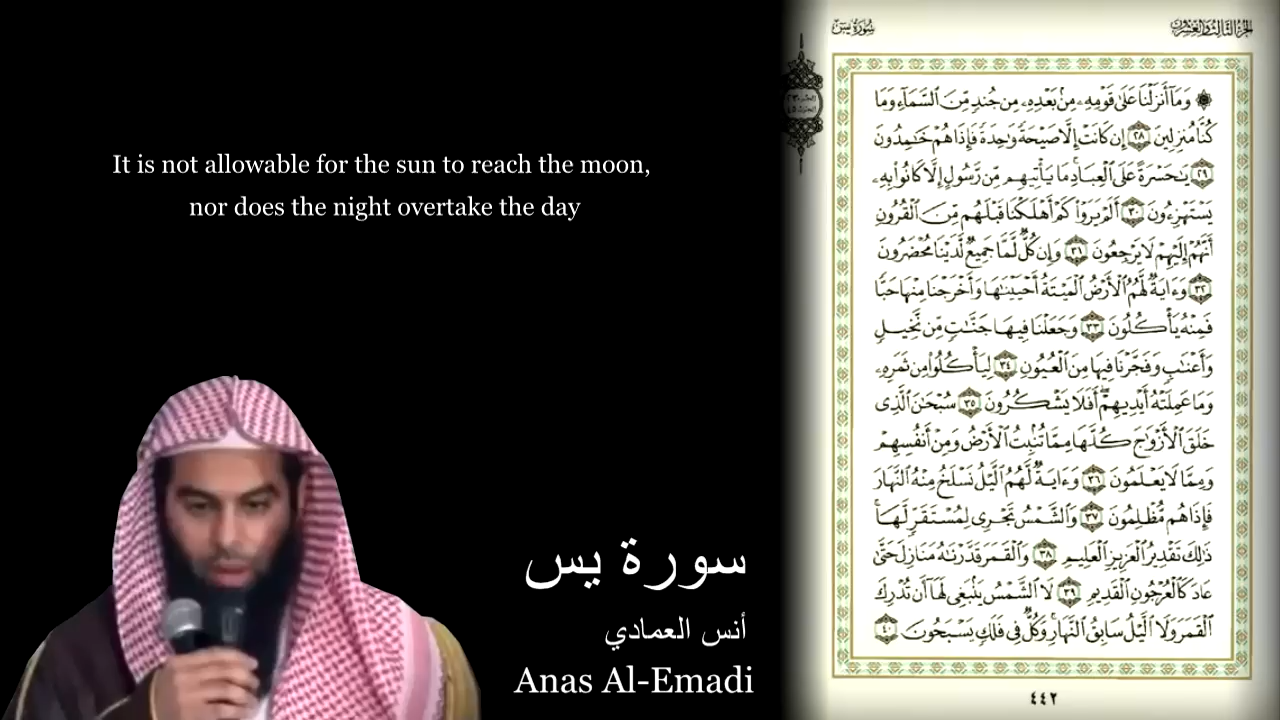 It is not allowable for the sun to reach the moon,
nor does the night overtake the day
سورة يس
أنس العمادي
Anas Al-Emadi
سُورَةُ يسٓ
الجزء الثالث والعشرون
۞ وَمَآ أَنزَلْنَا عَلَىٰ قَوْمِهِۦ مِنۢ بَعْدِهِۦ مِن جُندٍ مِّنَ ٱلسَّمَآءِ وَمَا
كُنَّا مُنزِلِينَ ٢٨ إِن كَانَتْ إِلَّا صَيْحَةً وَٰحِدَةً فَإِذَا هُمْ خَـٰمِدُونَ
٢٩ يَـٰحَسْرَةً عَلَى ٱلْعِبَادِ ۚ مَا يَأْتِيهِم مِّن رَّسُولٍ إِلَّا كَانُوا۟ بِهِۦ
يَسْتَهْزِءُونَ ٣٠ أَلَمْ يَرَوْا۟ كَمْ أَهْلَكْنَا قَبْلَهُم مِّنَ ٱلْقُرُونِ
أَنَّهُمْ إِلَيْهِمْ لَا يَرْجِعُونَ ٣١ وَإِن كُلٌّ لَّمَّا جَمِيعٌ لَّدَيْنَا مُحْضَرُونَ
٣٢ وَءَايَةٌ لَّهُمُ ٱلْأَرْضُ ٱلْمَيْتَةُ أَحْيَيْنَـٰهَا وَأَخْرَجْنَا مِنْهَا حَبًّا
فَمِنْهُ يَأْكُلُونَ ٣٣ وَجَعَلْنَا فِيهَا جَنَّـٰتٍ مِّن نَّخِيلٍ
وَأَعْنَـٰبٍ وَفَجَّرْنَا فِيهَا مِنَ ٱلْعُيُونِ ٣٤ لِيَأْكُلُوا۟ مِن ثَمَرِهِۦ
وَمَا عَمِلَتْهُ أَيْدِيهِمْ ۖ أَفَلَا يَشْكُرُونَ ٣٥ سُبْحَـٰنَ ٱلَّذِى
خَلَقَ ٱلْأَزْوَٰجَ كُلَّهَا مِمَّا تُنۢبِتُ ٱلْأَرْضُ وَمِنْ أَنفُسِهِمْ
وَمِمَّا لَا يَعْلَمُونَ ٣٦ وَءَايَةٌ لَّهُمُ ٱلَّيْلُ نَسْلَخُ مِنْهُ ٱلنَّهَارَ
فَإِذَا هُم مُّظْلِمُونَ ٣٧ وَٱلشَّمْسُ تَجْرِى لِمُسْتَقَرٍّ لَّهَا ۚ
ذَٰلِكَ تَقْدِيرُ ٱلْعَزِيزِ ٱلْعَلِيمِ ٣٨ وَٱلْقَمَرَ قَدَّرْنَـٰهُ مَنَازِلَ حَتَّىٰ
عَادَ كَٱلْعُرْجُونِ ٱلْقَدِيمِ ٣٩ لَا ٱلشَّمْسُ يَنۢبَغِى لَهَآ أَن تُدْرِكَ
ٱلْقَمَرَ وَلَا ٱلَّيْلُ سَابِقُ ٱلنَّهَارِ ۚ وَكُلٌّ فِى فَلَكٍ يَسْبَحُونَ ٤٠
٤٤٢